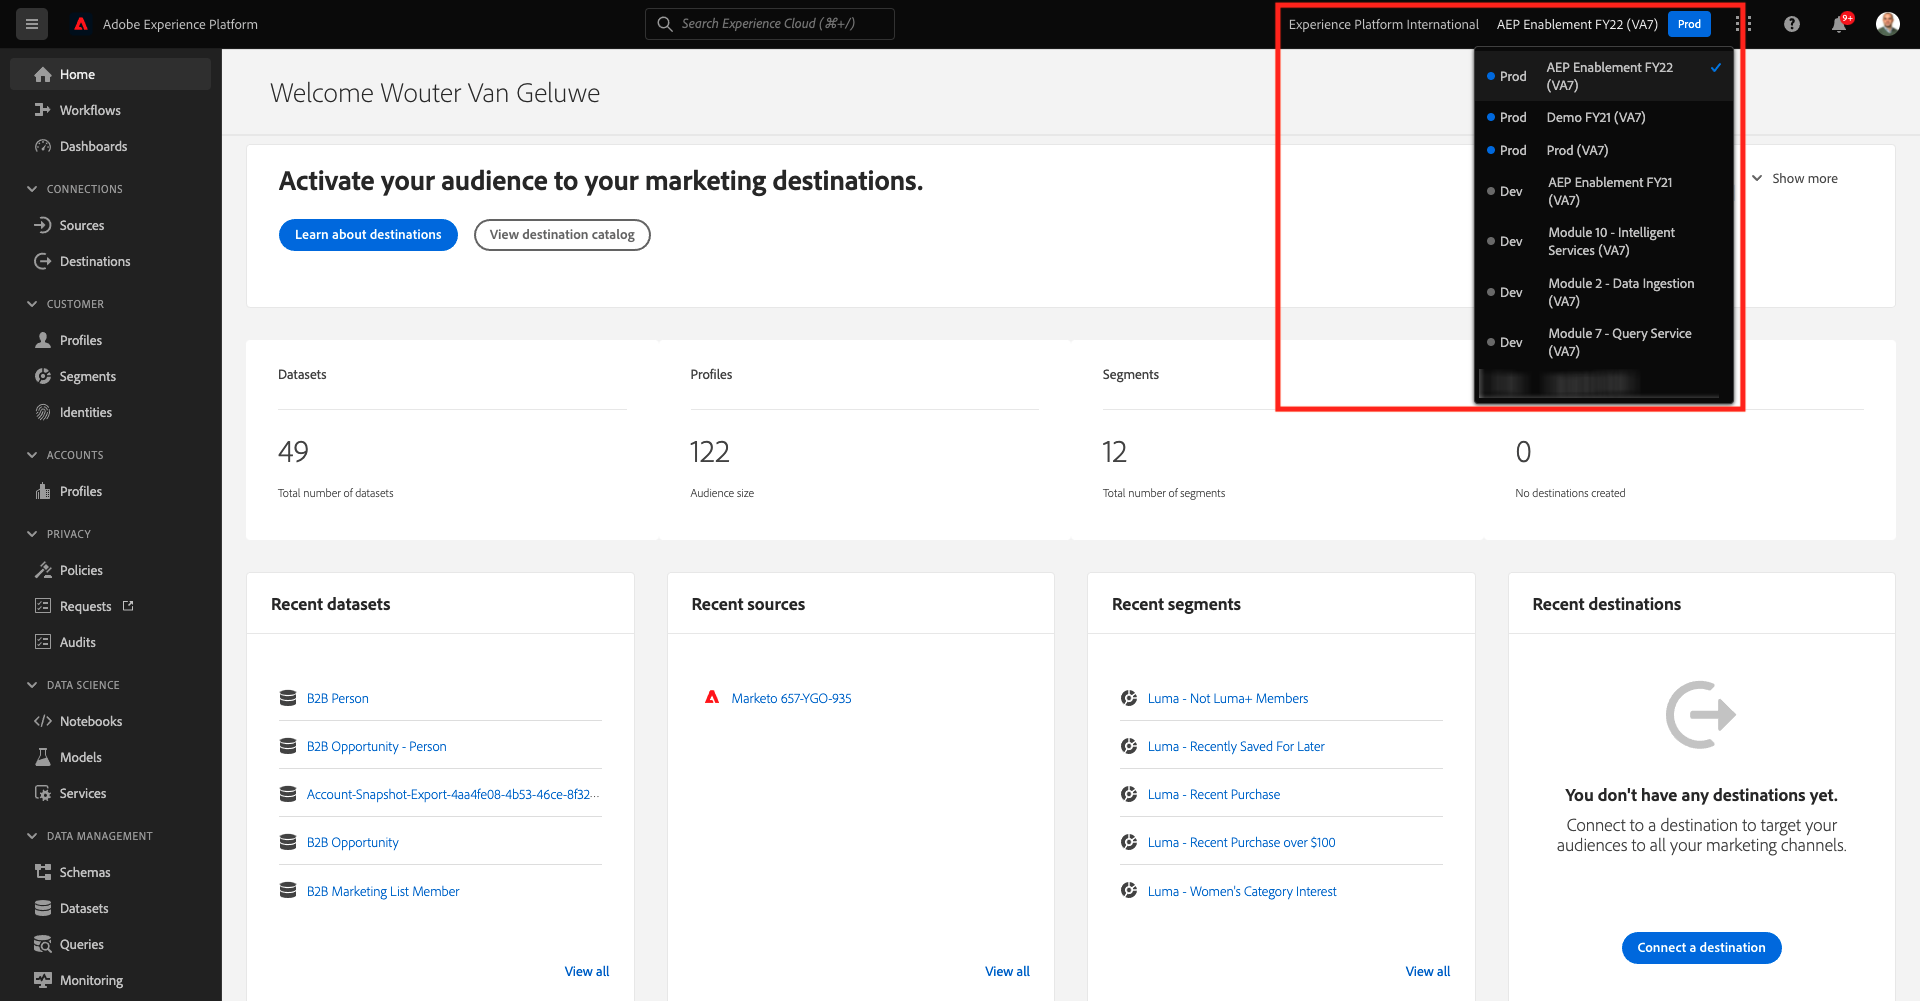 Adobe Experience Platform
Search Experience Cloud (⌘+/)
Experience Platform International
AEP Enablement FY22 (VA7)
Prod
9+
Home
Workflows
Dashboards
CONNECTIONS
Sources
Destinations
CUSTOMER
Profiles
Segments
Identities
ACCOUNTS
Profiles
PRIVACY
Policies
Requests
Audits
DATA SCIENCE
Notebooks
Models
Services
DATA MANAGEMENT
Schemas
Datasets
Queries
Monitoring
Prod
AEP Enablement FY22
(VA7)
Prod
Demo FY21 (VA7)
Prod
Prod (VA7)
Dev
AEP Enablement FY21
(VA7)
Dev
Module 10 - Intelligent
Services (VA7)
Dev
Module 2 - Data Ingestion
(VA7)
Dev
Module 7 - Query Service
(VA7)
Welcome Wouter Van Geluwe
Activate your audience to your marketing destinations.
Show more
Learn about destinations
View destination catalog
Datasets
49
Total number of datasets
Profiles
122
Audience size
Segments
12
Total number of segments
0
No destinations created
Recent datasets
B2B Person
B2B Opportunity - Person
Account-Snapshot-Export-4aa4fe08-4b53-46ce-8f32...
B2B Opportunity
B2B Marketing List Member
View all
Recent sources
Marketo 657-YGO-935
View all
Recent segments
Luma - Not Luma+ Members
Luma - Recently Saved For Later
Luma - Recent Purchase
Luma - Recent Purchase over $100
Luma - Women's Category Interest
View all
Recent destinations
You don't have any destinations yet.
Connect to a destination to target your
audiences to all your marketing channels.
Connect a destination